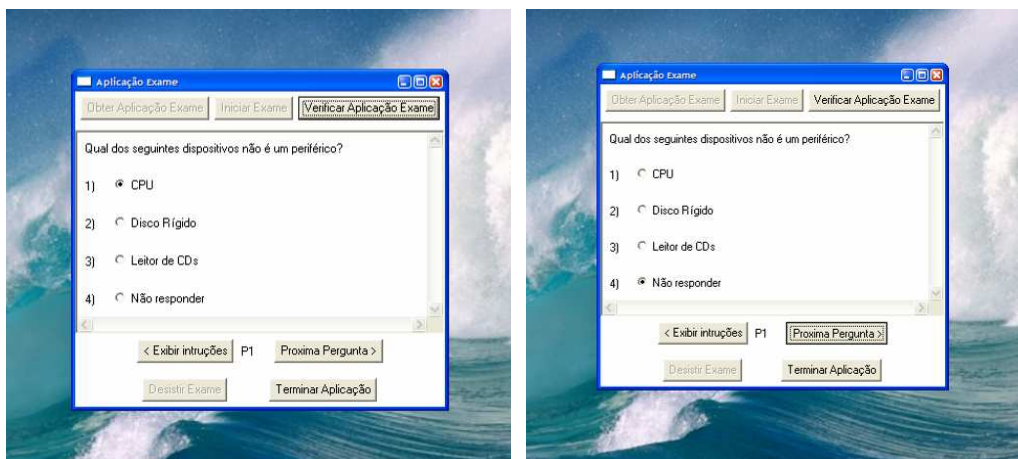 Aplicação Exame
Obter Aplicação Exame Iniciar Exame Verificar Aplicação Exame
Qual dos seguintes dispositivos não é um periférico?
1) CPU
2) Disco Rígido
3) Leitor de CDs
4) Não responder
< Exibir intruções P1 Proxima Pergunta >
Desistir Exame Terminar Aplicação
Aplicação Exame
Obter Aplicação Exame Iniciar Exame Verificar Aplicação Exame
Qual dos seguintes dispositivos não é um periférico?
1) CPU
2) Disco Rígido
3) Leitor de CDs
4) Não responder
< Exibir intruções P1 Proxima Pergunta >
Desistir Exame Terminar Aplicação